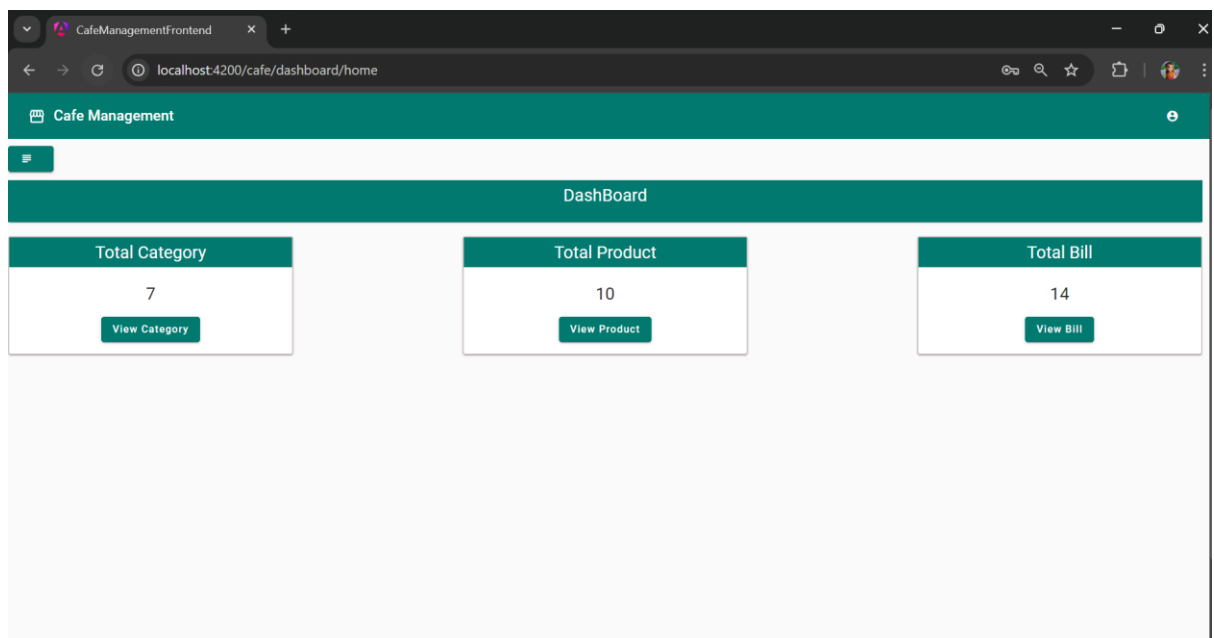 CafeManagementFrontend
localhost:4200/cafe/dashboard/home
Cafe Management
DashBoard
Total Category
7
View Category
Total Product
10
View Product
Total Bill
14
View Bill